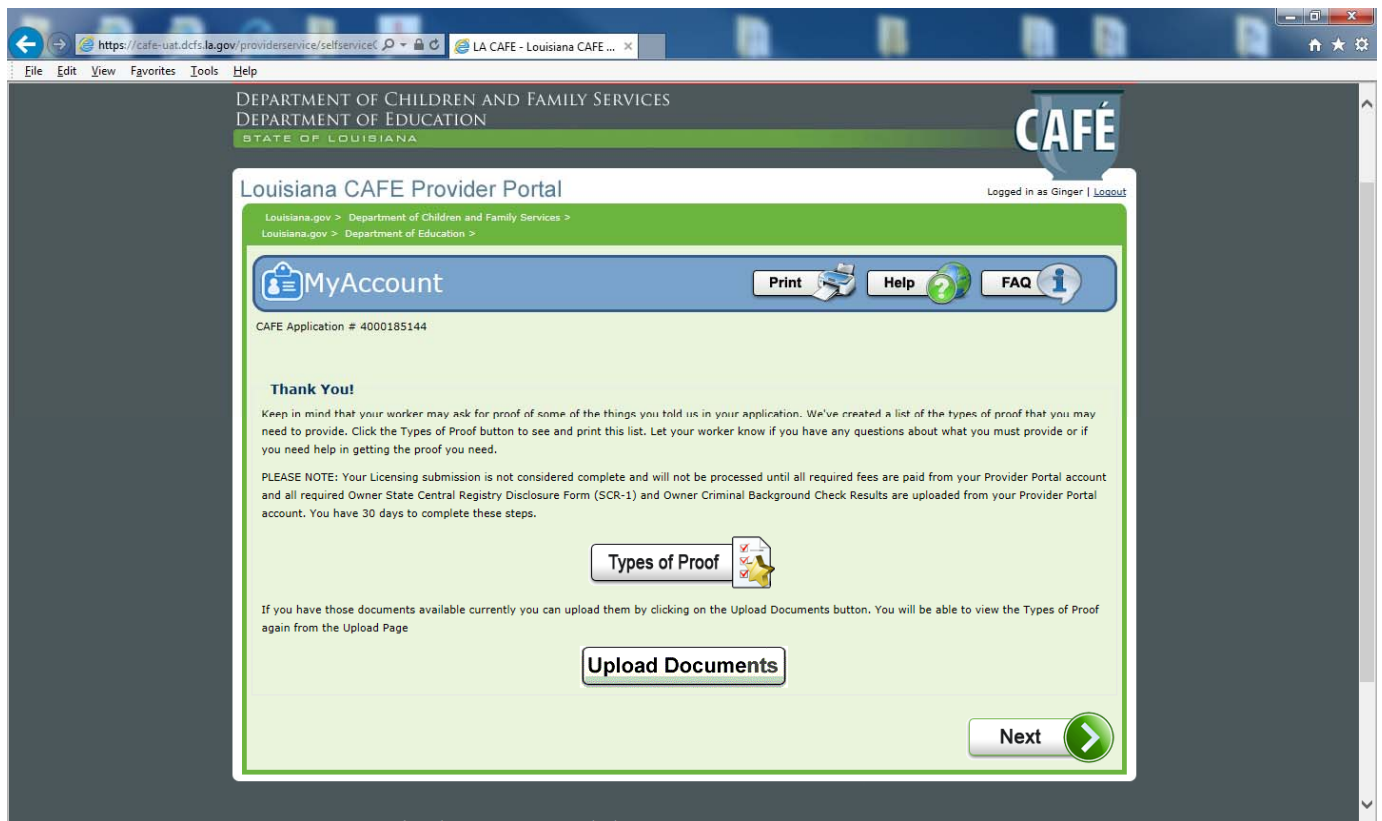 https://cafe-uat.dcfs.la.gov/providerservice/selfserviceC
LA CAFE - Louisiana CAFE ...
File Edit View Favorites Tools Help
DEPARTMENT OF CHILDREN AND FAMILY SERVICES
DEPARTMENT OF EDUCATION
STATE OF LOUISIANA
CAFÉ
Louisiana CAFE Provider Portal
Logged in as Ginger | Logout
Louisiana.gov > Department of Children and Family Services >
Louisiana.gov > Department of Education >
MyAccount
Print
Help
FAQ
CAFE Application # 4000185144
Thank You!
Keep in mind that your worker may ask for proof of some of the things you told us in your application. We've created a list of the types of proof that you may
need to provide. Click the Types of Proof button to see and print this list. Let your worker know if you have any questions about what you must provide or if
you need help in getting the proof you need.
PLEASE NOTE: Your Licensing submission is not considered complete and will not be processed until all required fees are paid from your Provider Portal account
and all required Owner State Central Registry Disclosure Form (SCR-1) and Owner Criminal Background Check Results are uploaded from your Provider Portal
account. You have 30 days to complete these steps.
Types of Proof
If you have those documents available currently you can upload them by clicking on the Upload Documents button. You will be able to view the Types of Proof
again from the Upload Page
Upload Documents
Next